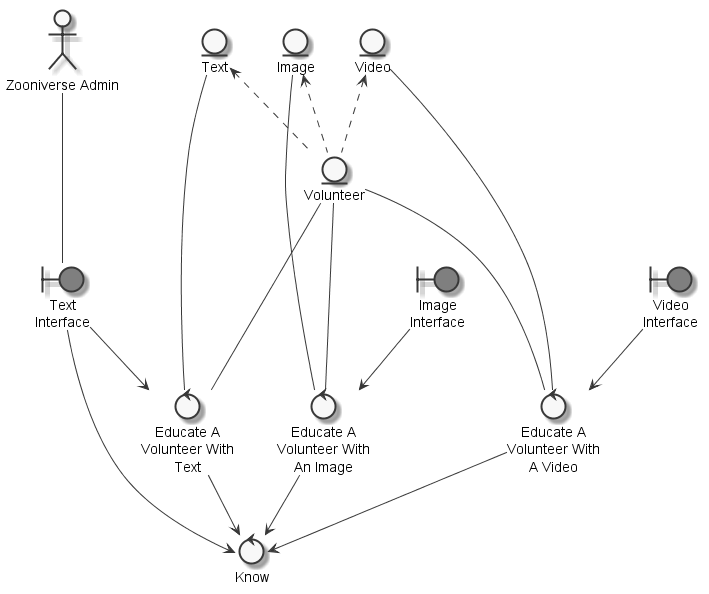 Zooniverse Admin
Text
Image
Video
Volunteer
Text
Interface
Image
Interface
Video
Interface
Educate A
Volunteer With
Text
Educate A
Volunteer With
An Image
Educate A
Volunteer With
A Video
Know